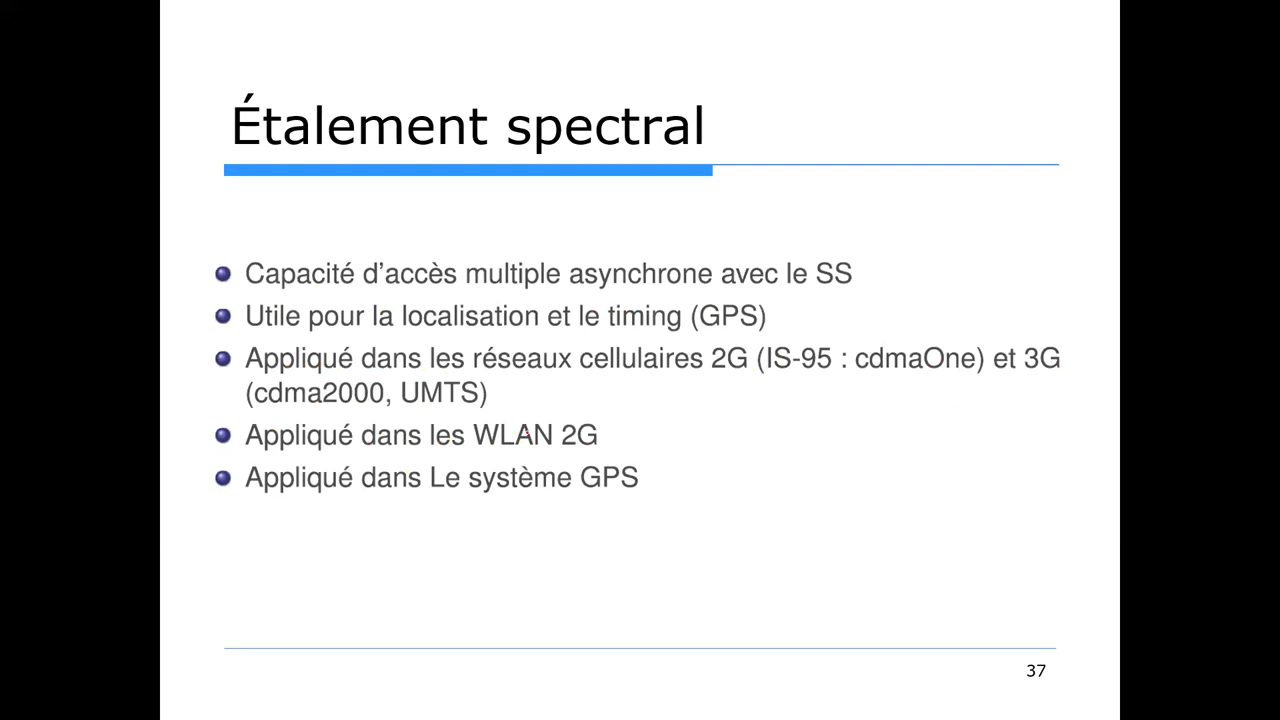 Étalement spectral
Capacité d'accès multiple asynchrone avec le SS
Utile pour la localisation et le timing (GPS)
Appliqué dans les réseaux cellulaires 2G (IS-95 : cdmaOne) et 3G
(cdma2000, UMTS)
Appliqué dans les WLAN 2G
Appliqué dans Le système GPS
37